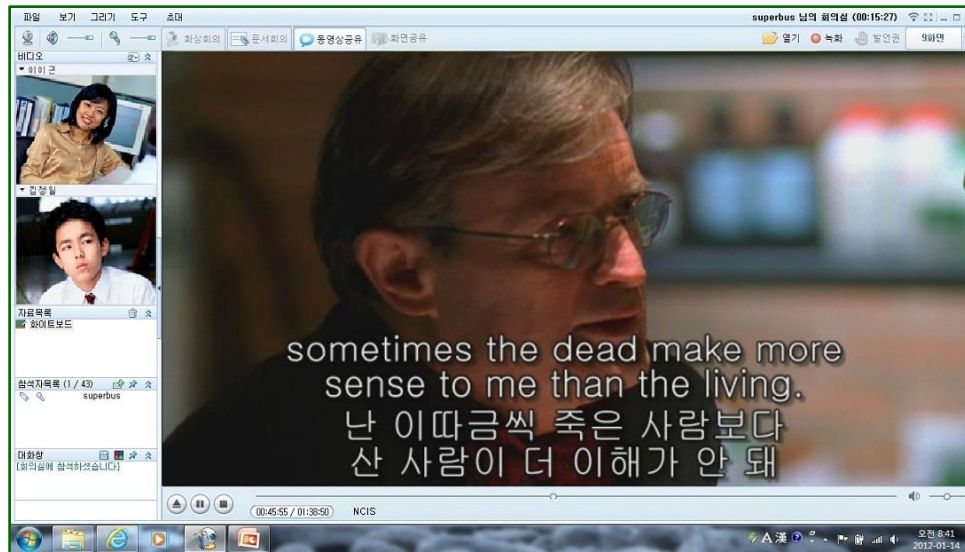 파일 보기 그리기 도구 초대
superbus 님의 회의실 (00:15:27)
화상회의 문서회의 동영상공유 화면공유
열기 녹화 발언권 9화면
비디오
이이근
김정일
자료목록
화이트보드
참석자목록 (1 / 43)
superbus
대화창
[회의실에 참석하셨습니다]
sometimes the dead make more
sense to me than the living.
난 이따금씩 죽은 사람보다
산 사람이 더 이해가 안 돼
00:45:55 / 01:38:50 NCIS
A 漢
오전 8:41
2012-01-14